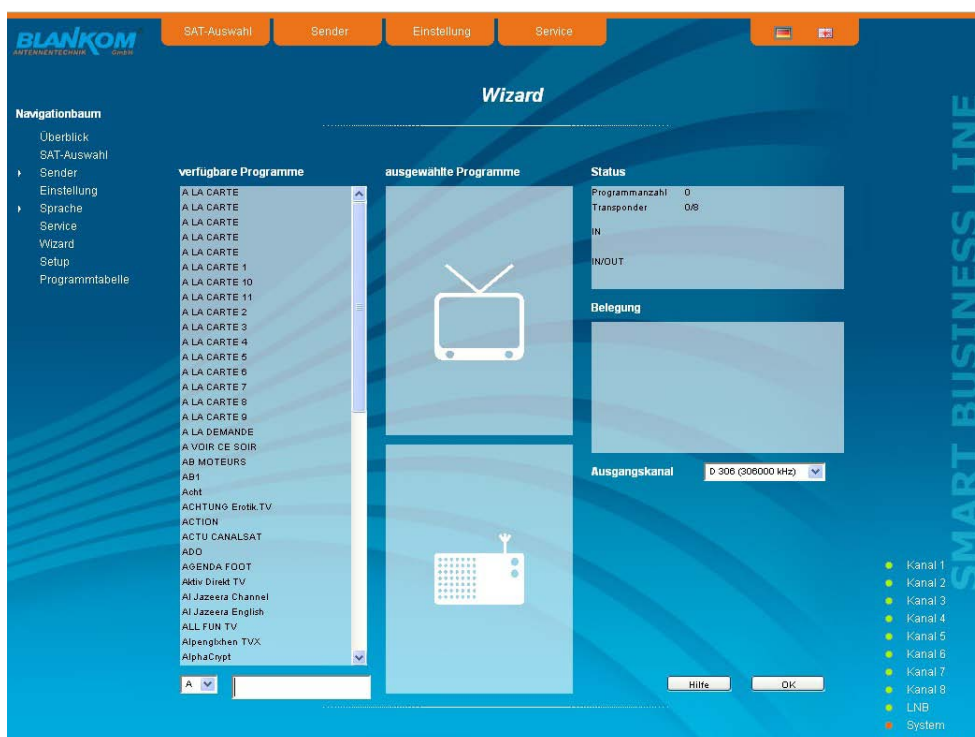 BLANKOM
ANTENNENTECHNIK GmbH
SAT-Auswahl
Sender
Einstellung
Service
Wizard
Navigationbaum
Überblick
SAT-Auswahl
Sender
Einstellung
Sprache
Service
Wizard
Setup
Programmtabelle
verfügbare Programme
A LA CARTE
A LA CARTE
A LA CARTE
A LA CARTE
A LA CARTE
A LA CARTE 1
A LA CARTE 10
A LA CARTE 11
A LA CARTE 2
A LA CARTE 3
A LA CARTE 4
A LA CARTE 5
A LA CARTE 6
A LA CARTE 7
A LA CARTE 8
A LA CARTE 9
A LA DEMANDE
A VOIR CE SOIR
AB MOTEURS
AB1
Acht
ACHTUNG Erotik.TV
ACTION
ACTU CANALSAT
ADO
AGENDA FOOT
Aktiv Direkt TV
Al Jazeera Channel
Al Jazeera English
ALL FUN TV
Alpenglxhen TVX
AlphaCrypt
A
ausgewählte Programme
Status
Programmanzahl 0
Transponder 0/8
IN
IN/OUT
Belegung
Ausgangskanal D 306 (306000 kHz)
Hilfe
OK
Kanal 1
Kanal 2
Kanal 3
Kanal 4
Kanal 5
Kanal 6
Kanal 7
Kanal 8
LNB
System
SMART BUSINESS LINE